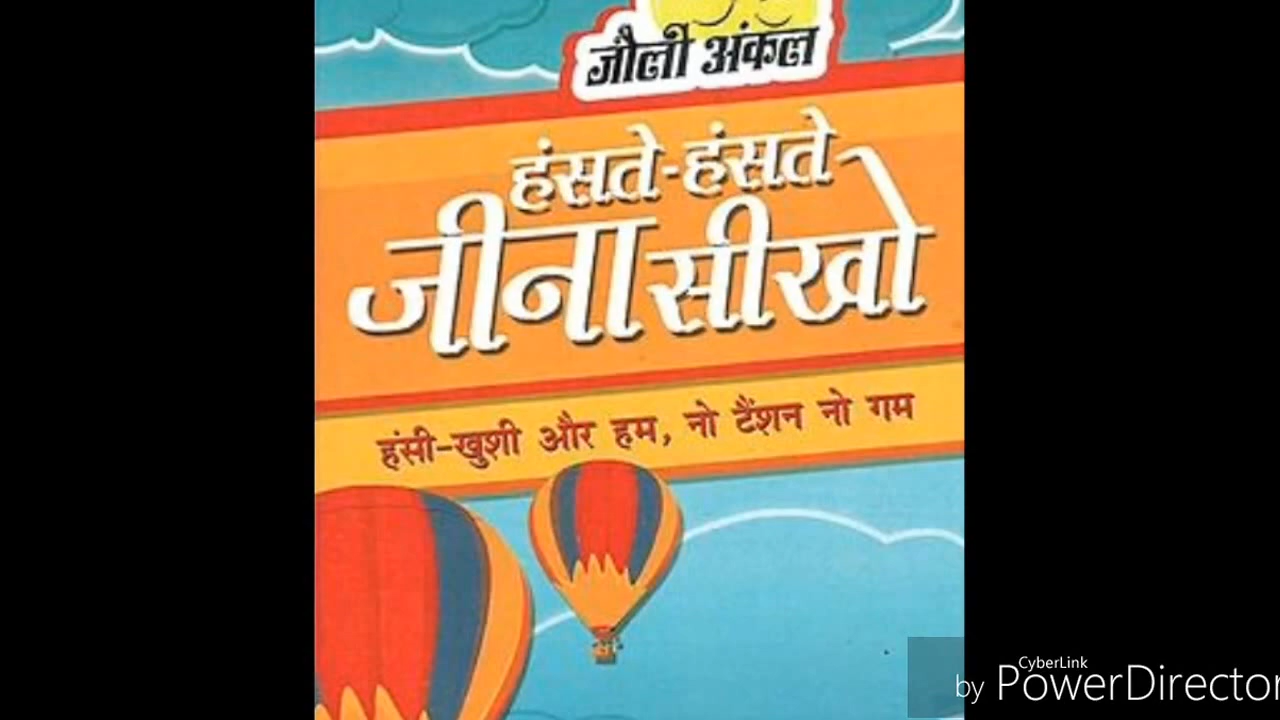 जौली अंकल
हंसते-हंसते
जीना सीखो
हंसी-खुशी और हम, नो टैंशन नो गम
CyberLink
by PowerDirector